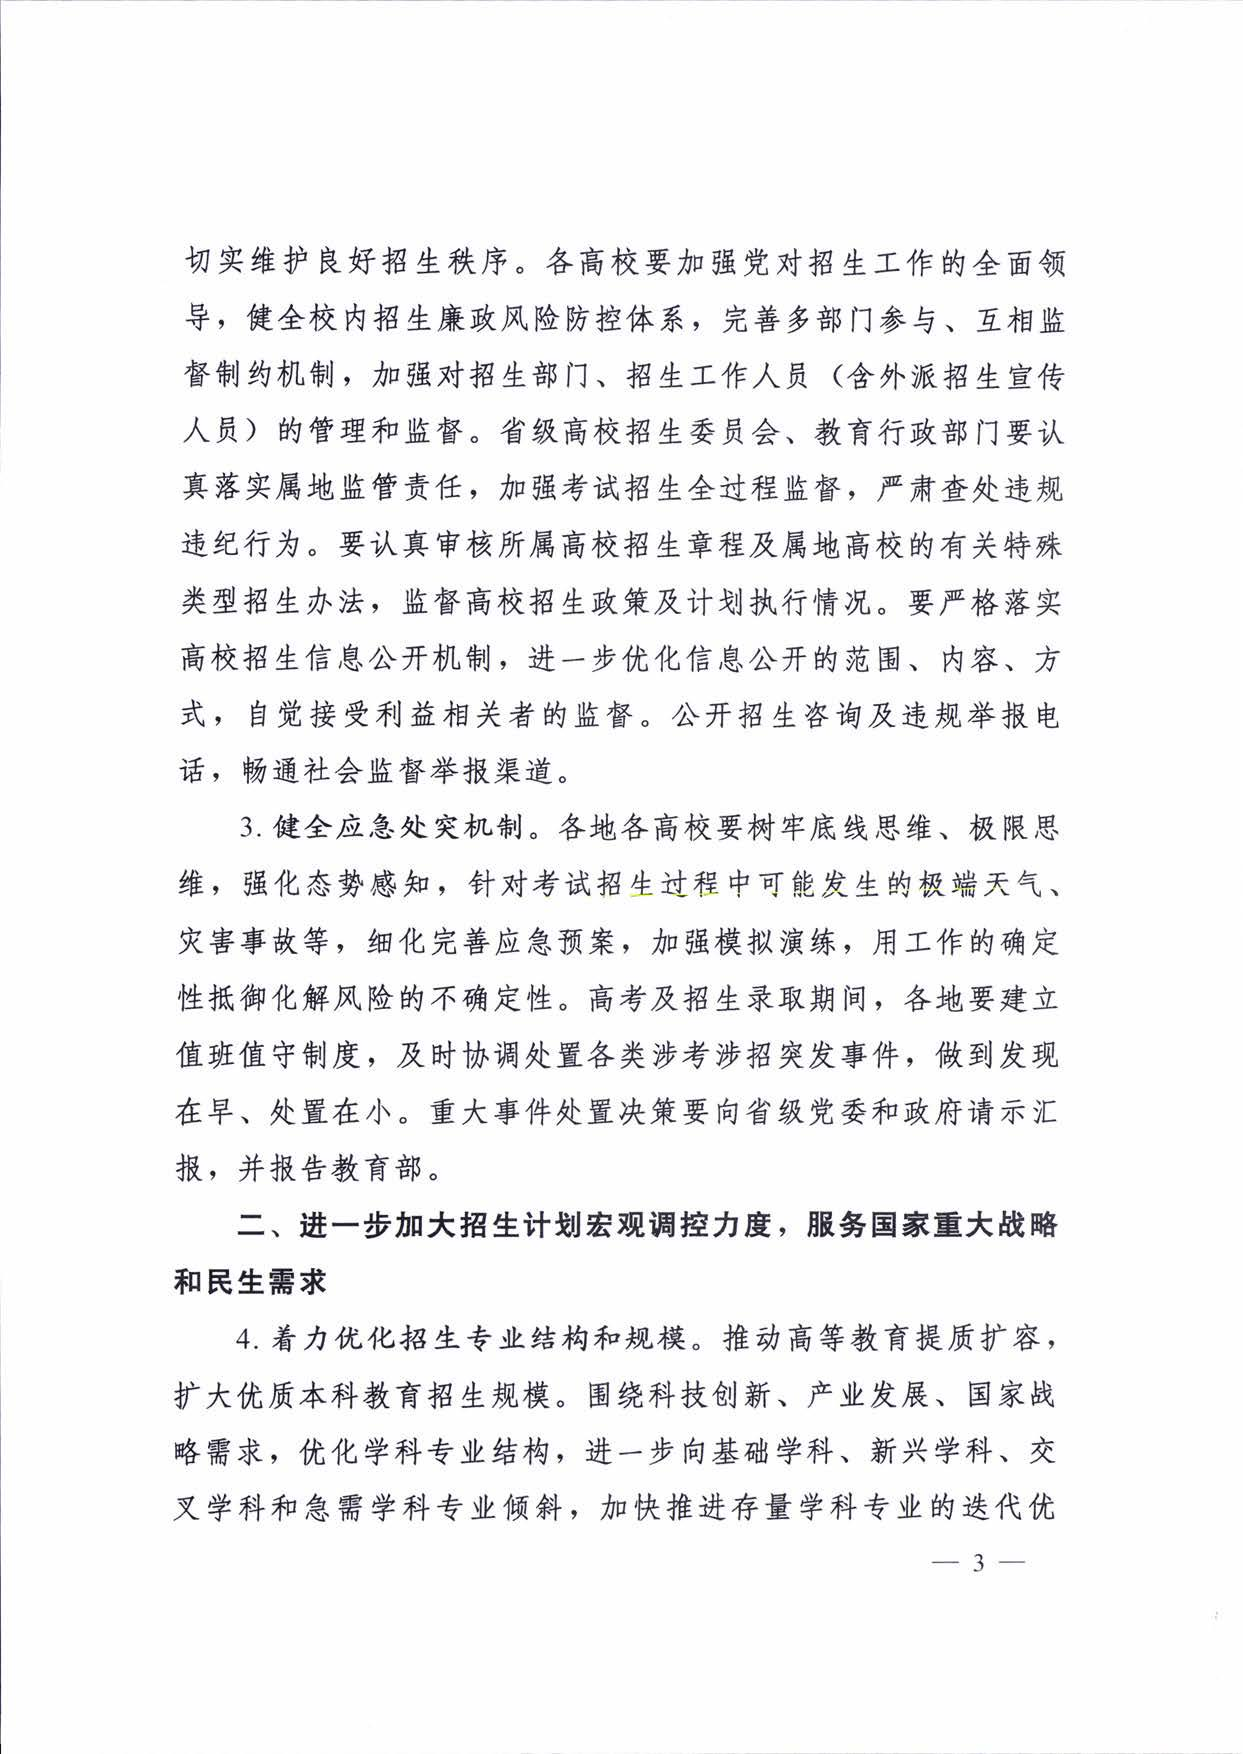 切实维护良好招生秩序。各高校要加强党对招生工作的全面领
导，健全校内招生廉政风险防控体系，完善多部门参与、互相监
督制约机制，加强对招生部门、招生工作人员（含外派招生宣传
人员）的管理和监督。省级高校招生委员会、教育行政部门要认
真落实属地监管责任，加强考试招生全过程监督，严肃查处违规
违纪行为。要认真审核所属高校招生章程及属地高校的有关特殊
类型招生办法，监督高校招生政策及计划执行情况。要严格落实
高校招生信息公开机制，进一步优化信息公开的范围、内容、方
式，自觉接受利益相关者的监督。公开招生咨询及违规举报电
话，畅通社会监督举报渠道。
3. 健全应急处突机制。各地各高校要树牢底线思维、极限思
维，强化态势感知，针对考试招生过程中可能发生的极端天气、
灾害事故等，细化完善应急预案，加强模拟演练，用工作的确定
性抵御化解风险的不确定性。高考及招生录取期间，各地要建立
值班值守制度，及时协调处置各类涉考涉招突发事件，做到发现
在早、处置在小。重大事件处置决策要向省级党委和政府请示汇
报，并报告教育部。
二、进一步加大招生计划宏观调控力度，服务国家重大战略
和民生需求
4. 着力优化招生专业结构和规模。推动高等教育提质扩容，
扩大优质本科教育招生规模。围绕科技创新、产业发展、国家战
略需求，优化学科专业结构，进一步向基础学科、新兴学科、交
叉学科和急需学科专业倾斜，加快推进存量学科专业的迭代优
— 3 —